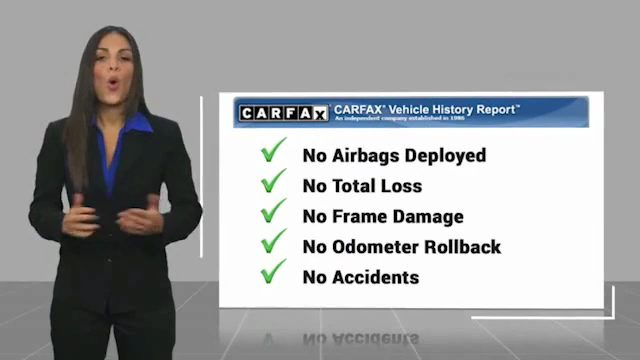 CARFAX CARFAX® Vehicle History Report™
An independent company established in 1986
No Airbags Deployed
No Total Loss
No Frame Damage
No Odometer Rollback
No Accidents